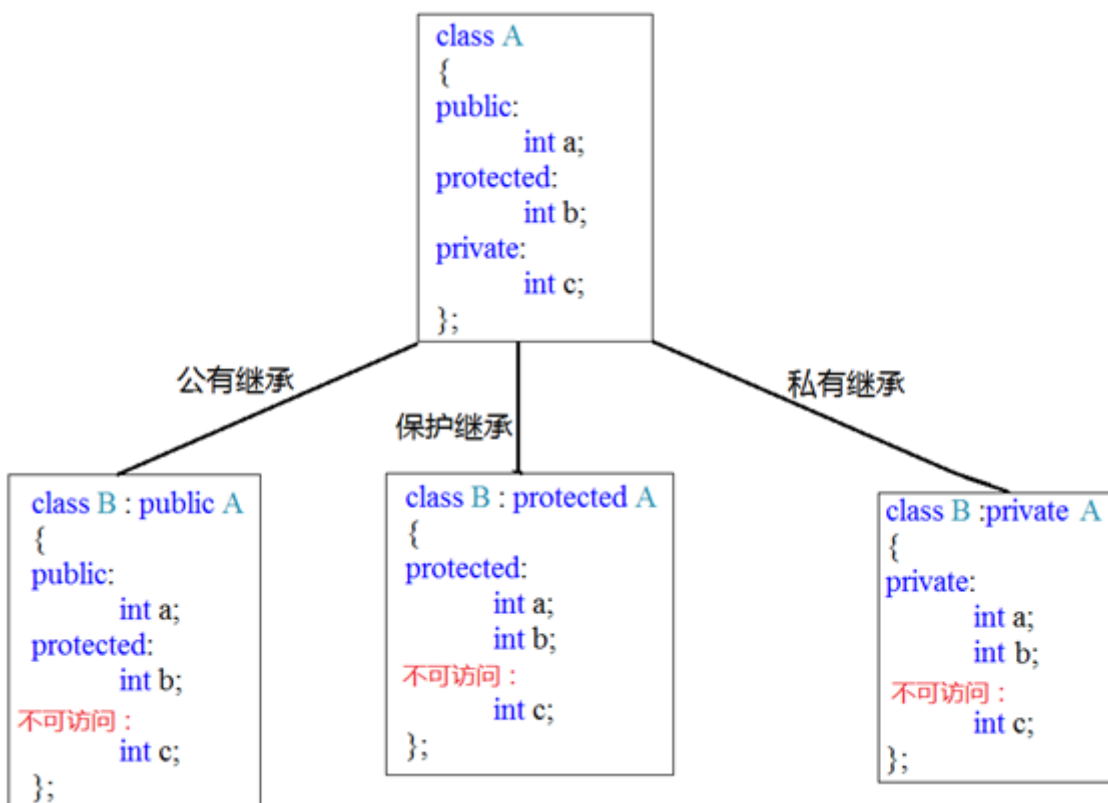 class A
{
public:
int a;
protected:
int b;
private:
int c;
};
公有继承
保护继承
私有继承
class B : public A
{
public:
int a;
protected:
int b;
不可访问：
int c;
};
class B : protected A
{
protected:
int a;
int b;
不可访问：
int c;
};
class B :private A
{
private:
int a;
int b;
不可访问：
int c;
};